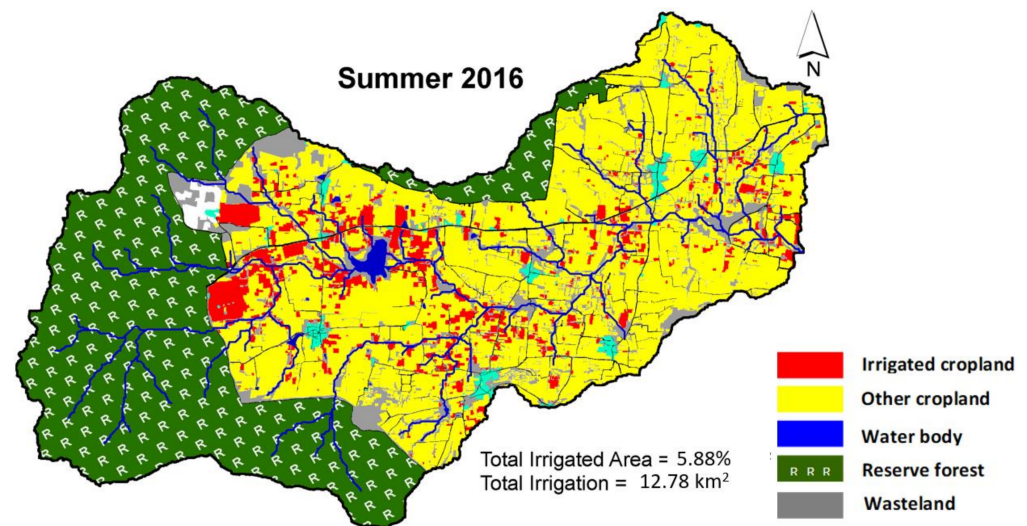 Summer 2016
N
Total Irrigated Area = 5.88%
Total Irrigation = 12.78 km²
Irrigated cropland
Other cropland
Water body
R R R Reserve forest
Wasteland